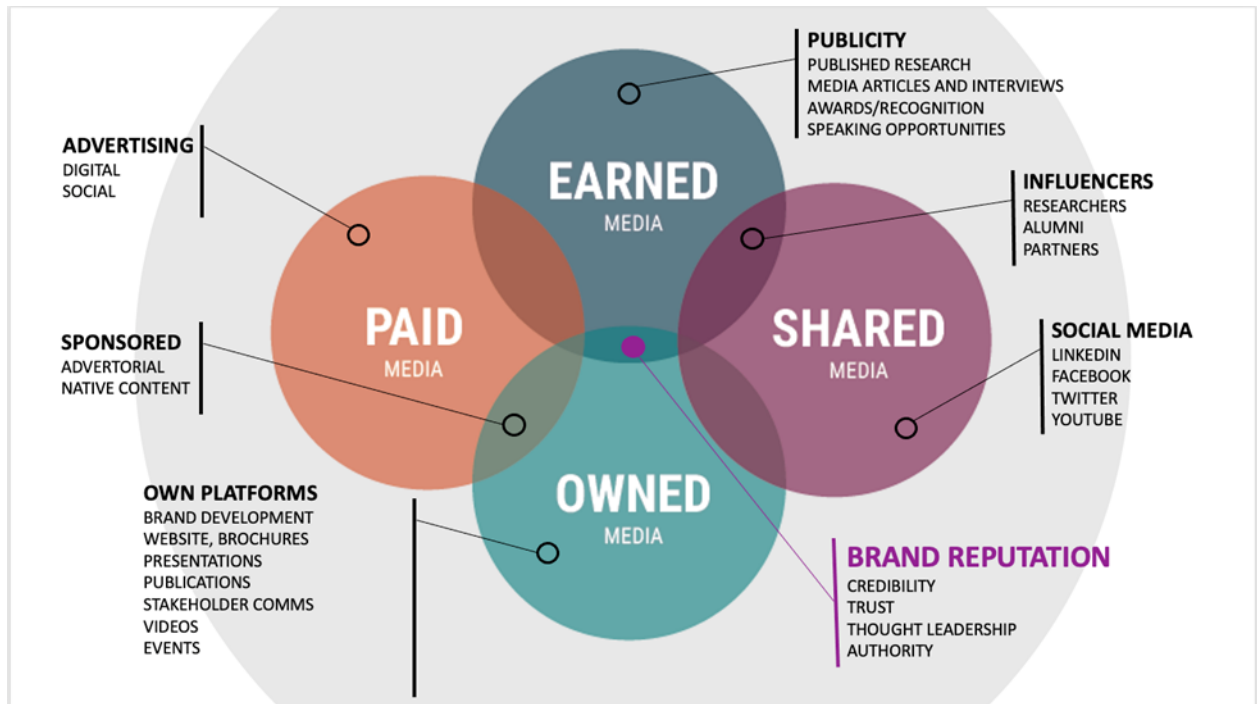 PUBLICITY
PUBLISHED RESEARCH
MEDIA ARTICLES AND INTERVIEWS
AWARDS/RECOGNITION
SPEAKING OPPORTUNITIES
ADVERTISING
DIGITAL
SOCIAL
EARNED
MEDIA
INFLUENCERS
RESEARCHERS
ALUMNI
PARTNERS
PAID
MEDIA
SHARED
MEDIA
SPONSORED
ADVERTORIAL
NATIVE CONTENT
SOCIAL MEDIA
LINKEDIN
FACEBOOK
TWITTER
YOUTUBE
OWNED
MEDIA
OWN PLATFORMS
BRAND DEVELOPMENT
WEBSITE, BROCHURES
PRESENTATIONS
PUBLICATIONS
STAKEHOLDER COMMS
VIDEOS
EVENTS
BRAND REPUTATION
CREDIBILITY
TRUST
THOUGHT LEADERSHIP
AUTHORITY